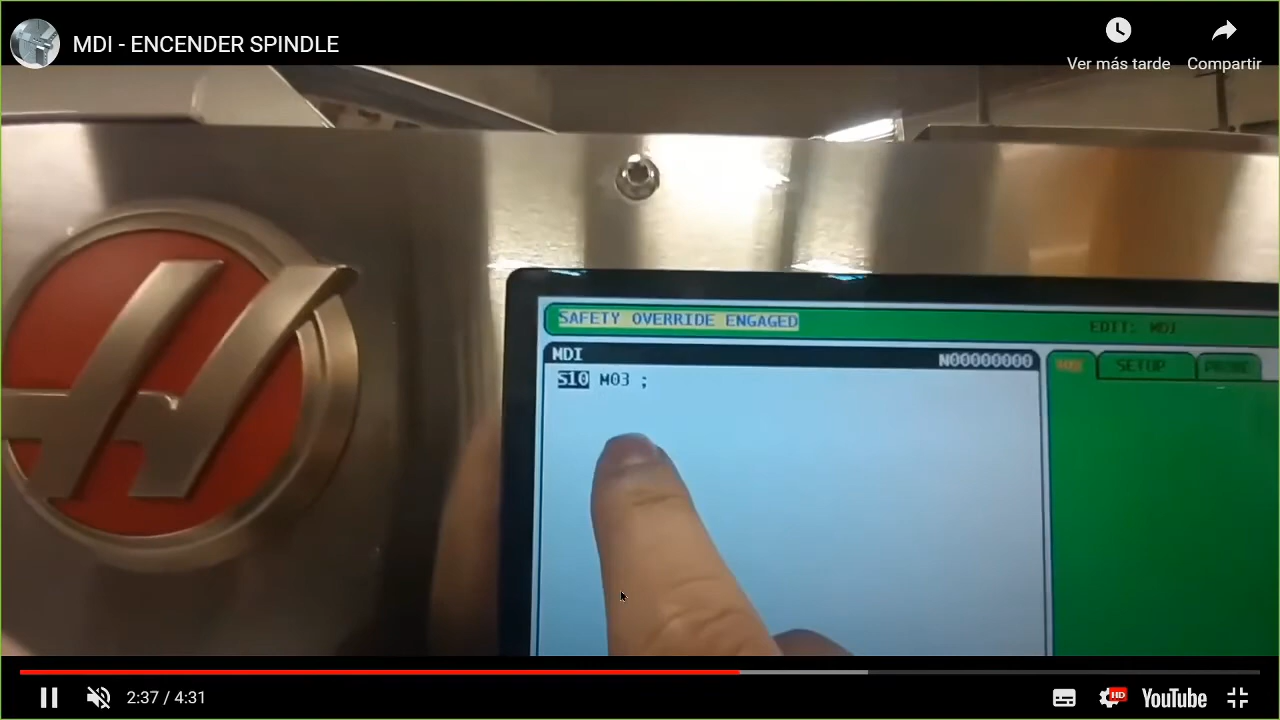 MDI - ENCENDER SPINDLE
Ver más tarde
Compartir
SAFETY OVERRIDE ENGAGED
EDIT: MDI
MDI
N00000000
SETUP
S10 M03 ;
2:37 / 4:31
HD
YouTube